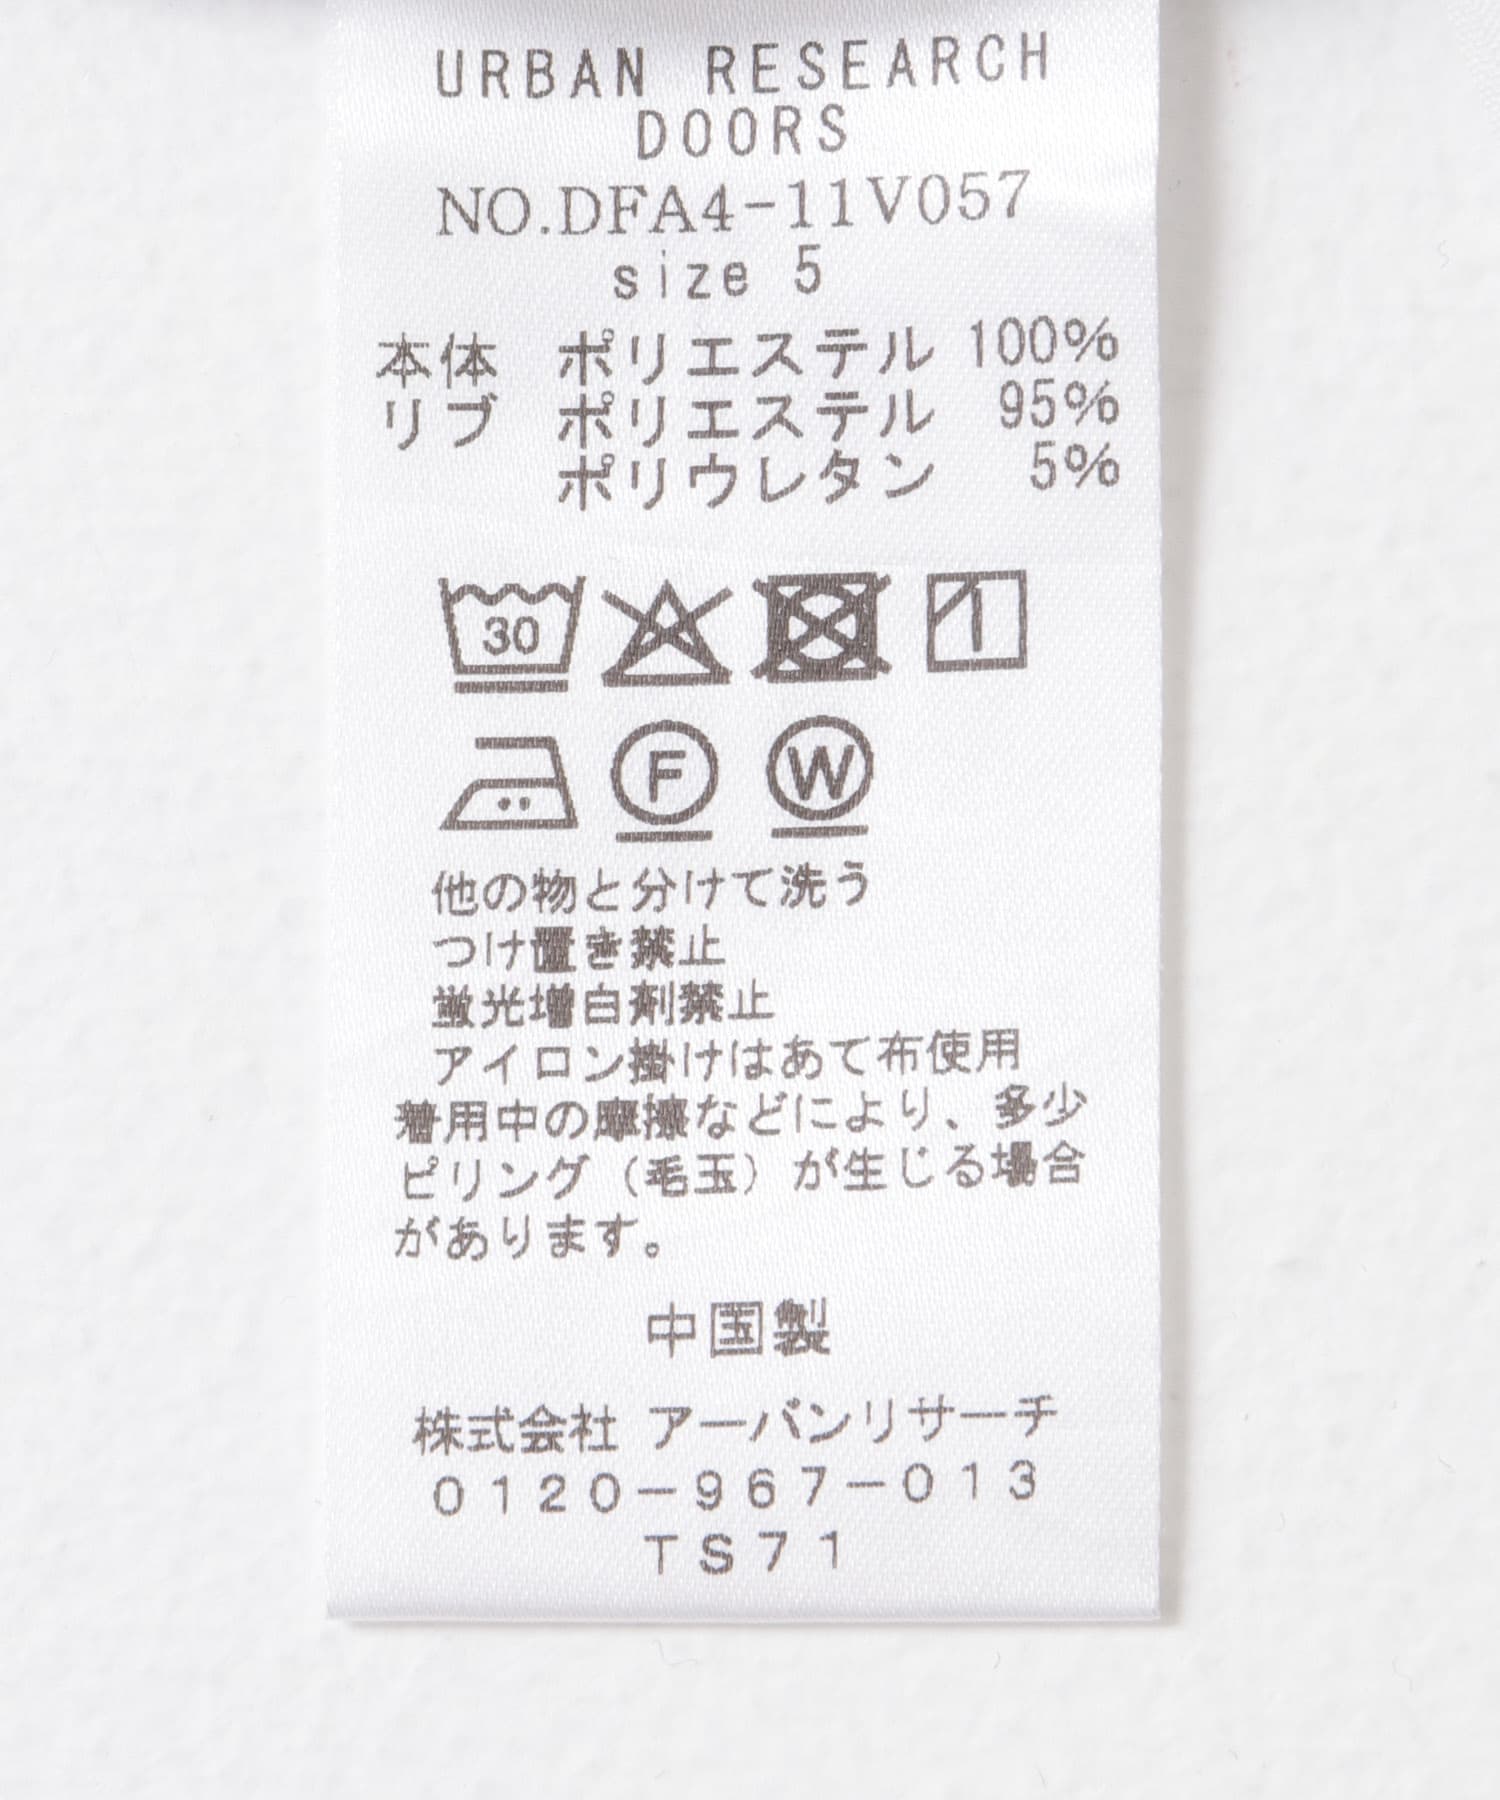 URBAN RESEARCH
DOORS
NO.DFA4-11V057
size 5
本体 ポリエステル 100%
リブ ポリエステル 95%
ポリウレタン 5%
30
F W
他の物と分けて洗う
つけ置き禁止
蛍光増白剤禁止
アイロン掛けはあて布使用
着用中の摩擦などにより、多少
ピリング（毛玉）が生じる場合
があります。
中国製
株式会社 アーバンリサーチ
0120-967-013
TS71